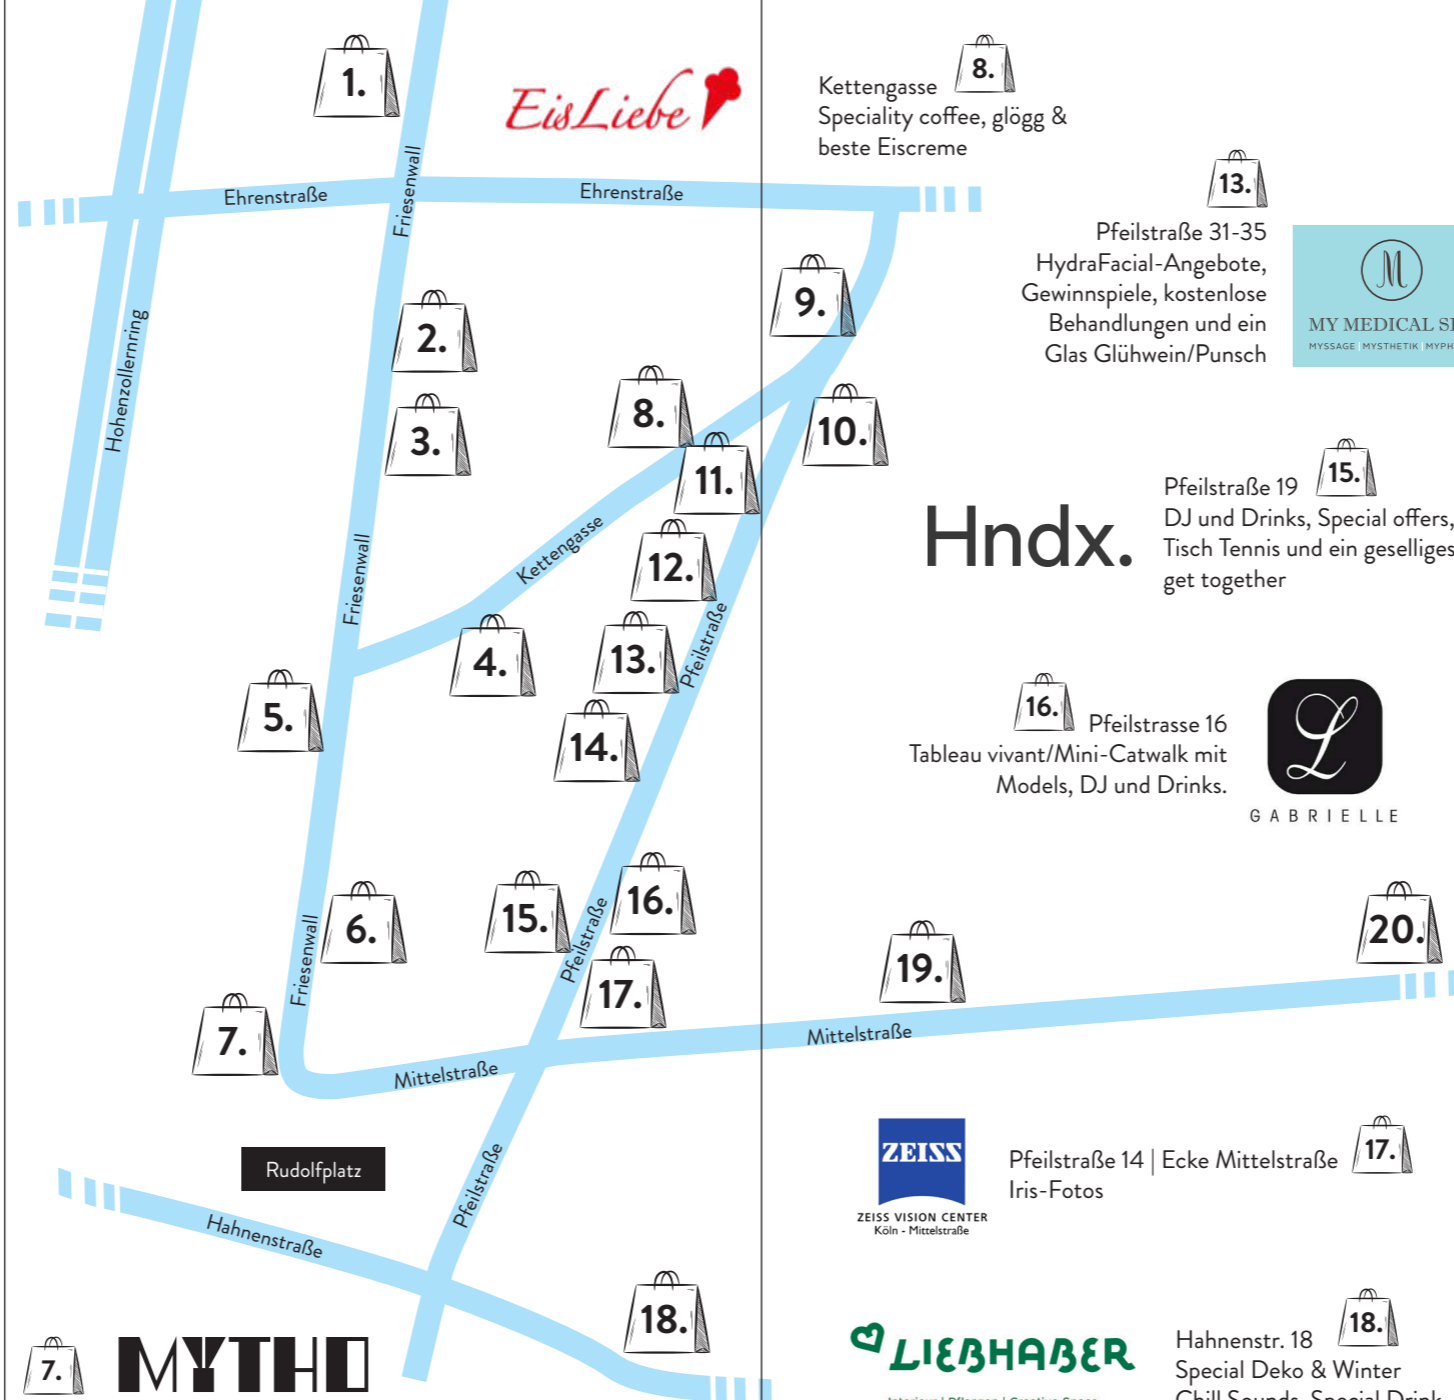 1.
EisLiebe
Kettengasse
8.
Speciality coffee, glögg &
beste Eiscreme
Ehrenstraße
Friesenwall
Ehrenstraße
13.
Pfeilstraße 31-35
HydraFacial-Angebote,
Gewinnspiele, kostenlose
Behandlungen und ein
Glas Glühwein/Punsch
M
MY MEDICAL
MYSSAGE | MYSTHETIK
Hohenzollernring
2.
3.
9.
8.
10.
11.
12.
Kettengasse
Friesenwall
Pfeilstraße
4.
13.
14.
5.
Hndx.
Pfeilstraße 19
15.
DJ und Drinks, Special offers,
Tisch Tennis und ein geselliges
get together
16.
Pfeilstrasse 16
Tableau vivant/Mini-Catwalk mit
Models, DJ und Drinks.
L
GABRIELLE
6.
15.
16.
17.
Friesenwall
Pfeilstraße
7.
19.
20.
Mittelstraße
Mittelstraße
Rudolfplatz
Pfeilstraße
Hahnenstraße
ZEISS
ZEISS VISION CENTER
Köln - Mittelstraße
Pfeilstraße 14 | Ecke Mittelstraße
17.
Iris-Fotos
18.
7.
MYTHO
LIEBHABER
Hahnenstr. 18
18.
Special Deko & Winter
Chill Sounds, Special